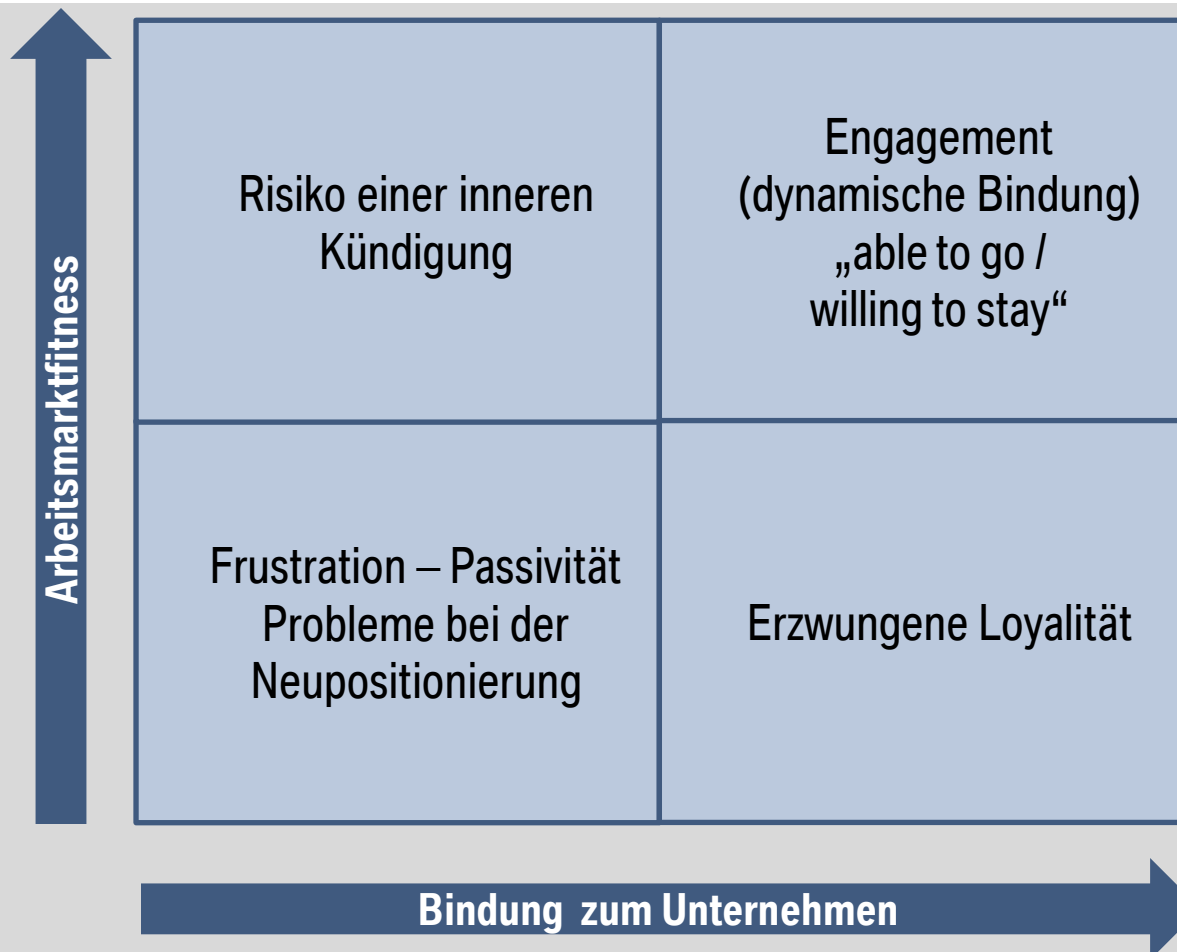 Arbeitsmarktfitness
Risiko einer inneren
Kündigung
Engagement
(dynamische Bindung)
„able to go /
willing to stay“
Frustration – Passivität
Probleme bei der
Neupositionierung
Erzwungene Loyalität
Bindung zum Unternehmen